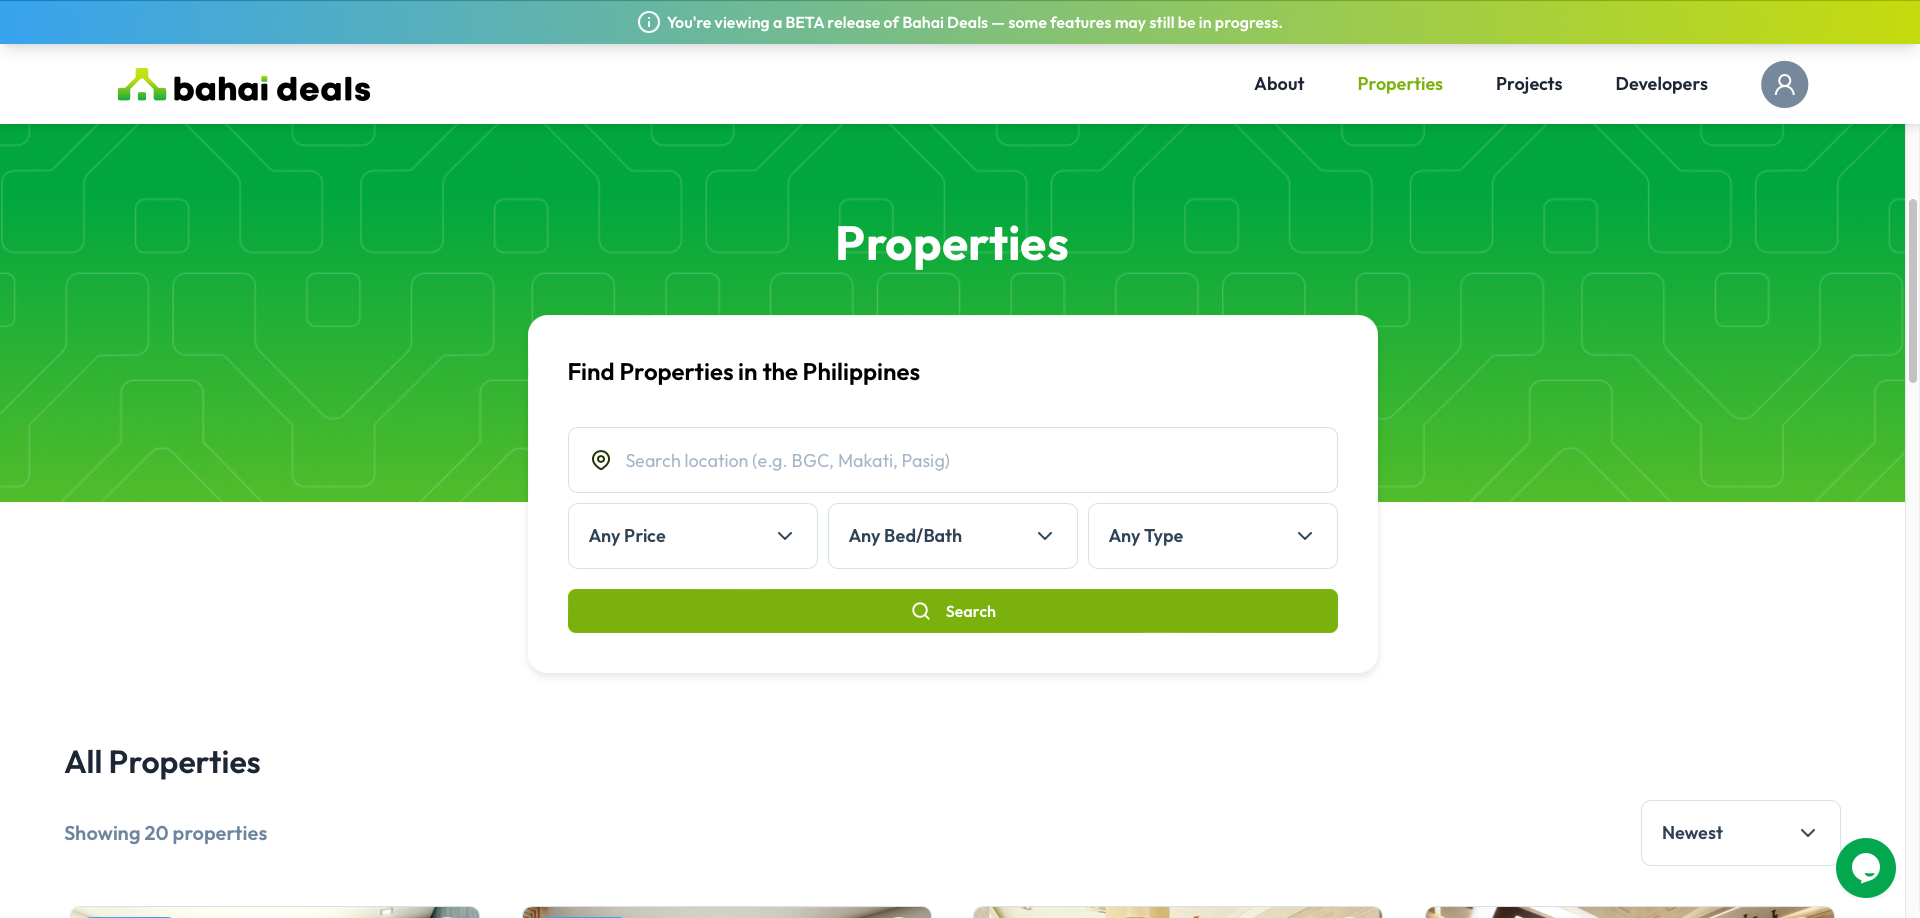 You're viewing a BETA release of Bahai Deals — some features may still be in progress.
bahai deals
About
Properties
Projects
Developers
Properties
Find Properties in the Philippines
Search location (e.g. BGC, Makati, Pasig)
Any Price
Any Bed/Bath
Any Type
Search
All Properties
Showing 20 properties
Newest